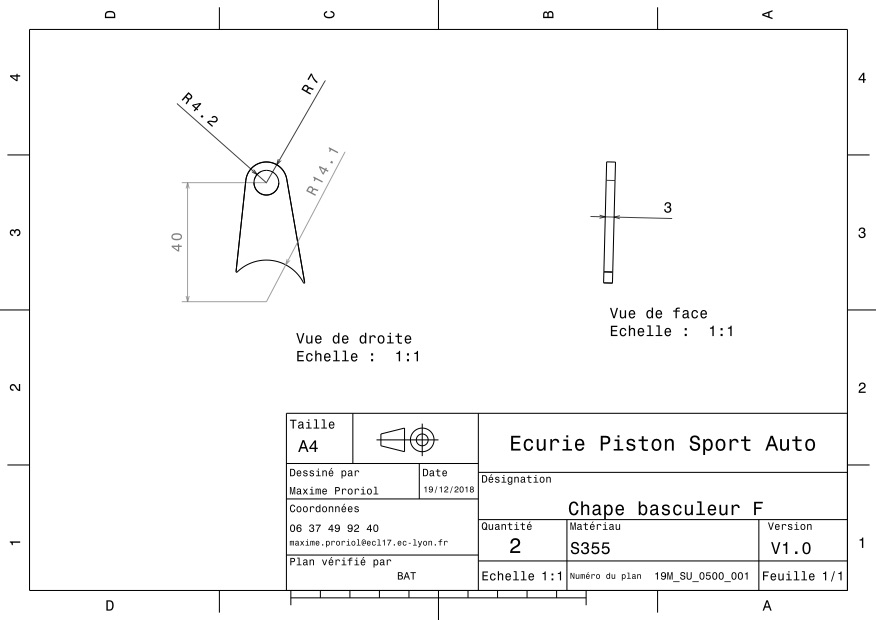 D C B A
4 4
R4.2 R7
R14.1
40
3
3 3
Vue de droite
Echelle : 1:1
Vue de face
Echelle : 1:1
2 2
Taille
A4
Ecurie Piston Sport Auto
Dessiné par
Maxime Proriol
Date
19/12/2018
Désignation
Chape basculeur F
Coordonnées
06 37 49 92 40
maxime.proriol@ecl17.ec-lyon.fr
Quantité
2
Matériau
S355
Version
V1.0
1 1
Plan vérifié par
BAT
Echelle 1:1
Numéro du plan 19M_SU_0500_001
Feuille 1/1
D A